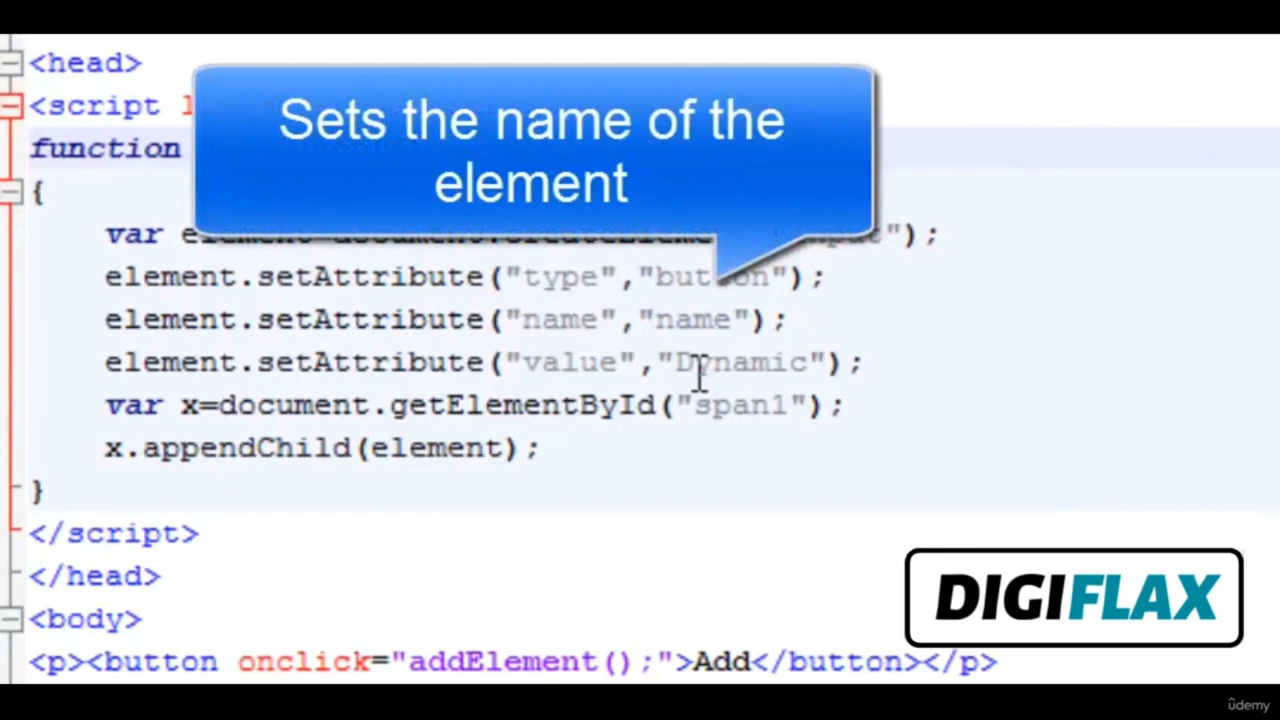 <head>
<script
Sets the name of the
element
function
{
var
element.setAttribute("type","button");
element.setAttribute("name","name");
element.setAttribute("value","Dynamic");
var x=document.getElementById("span1");
x.appendChild(element);
}
</script>
</head>
<body>
<p><button onclick="addElement();">Add</button></p>
DIGIFLAX
ûdemy